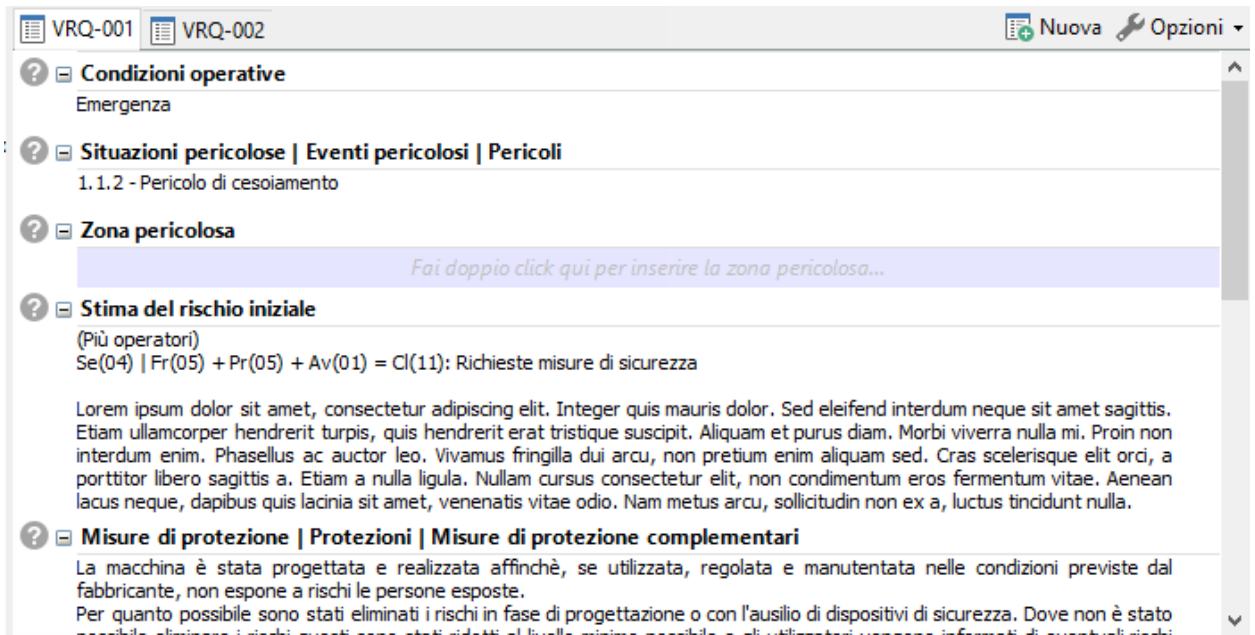 VRQ-001 VRQ-002 Nuova Opzioni
Condizioni operative
Emergenza
Situazioni pericolose | Eventi pericolosi | Pericoli
1.1.2 - Pericolo di cesoiamento
Zona pericolosa
Fai doppio click qui per inserire la zona pericolosa...
Stima del rischio iniziale
(Più operatori)
Se(04) | Fr(05) + Pr(05) + Av(01) = Cl(11): Richieste misure di sicurezza
Lorem ipsum dolor sit amet, consectetur adipiscing elit. Integer quis mauris dolor. Sed eleifend interdum neque sit amet sagittis.
Etiam ullamcorper hendrerit turpis, quis hendrerit erat tristique suscipit. Aliquam et purus diam. Morbi viverra nulla mi. Proin non
interdum enim. Phasellus ac auctor leo. Vivamus fringilla dui arcu, non pretium enim aliquam sed. Cras scelerisque elit orci, a
porttitor libero sagittis a. Etiam a nulla ligula. Nullam cursus consectetur elit, non condimentum eros fermentum vitae. Aenean
lacus neque, dapibus quis lacinia sit amet, venenatis vitae odio. Nam metus arcu, sollicitudin non ex a, luctus tincidunt nulla.
Misure di protezione | Protezioni | Misure di protezione complementari
La macchina è stata progettata e realizzata affinchè, se utilizzata, regolata e manutentata nelle condizioni previste dal
fabbricante, non espone a rischi le persone esposte.
Per quanto possibile sono stati eliminati i rischi in fase di progettazione o con l'ausilio di dispositivi di sicurezza. Dove non è stato